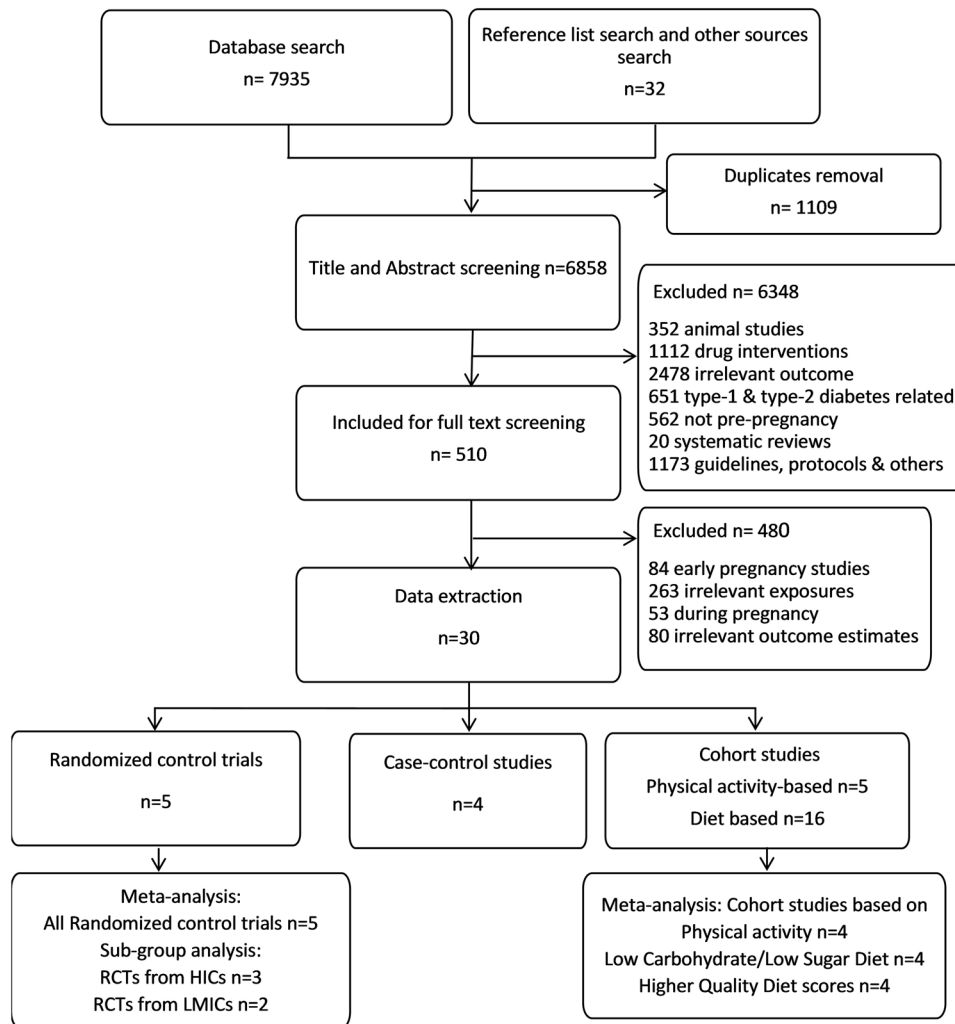 Database search
n= 7935
Reference list search and other sources
search
n=32
Duplicates removal
n= 1109
Title and Abstract screening n=6858
Excluded n= 6348
352 animal studies
1112 drug interventions
2478 irrelevant outcome
651 type-1 & type-2 diabetes related
562 not pre-pregnancy
20 systematic reviews
1173 guidelines, protocols & others
Included for full text screening
n= 510
Excluded n= 480
84 early pregnancy studies
263 irrelevant exposures
53 during pregnancy
80 irrelevant outcome estimates
Data extraction
n=30
Randomized control trials
n=5
Case-control studies
n=4
Cohort studies
Physical activity-based n=5
Diet based n=16
Meta-analysis:
All Randomized control trials n=5
Sub-group analysis:
RCTs from HICs n=3
RCTs from LMICs n=2
Meta-analysis: Cohort studies based on
Physical activity n=4
Low Carbohydrate/Low Sugar Diet n=4
Higher Quality Diet scores n=4